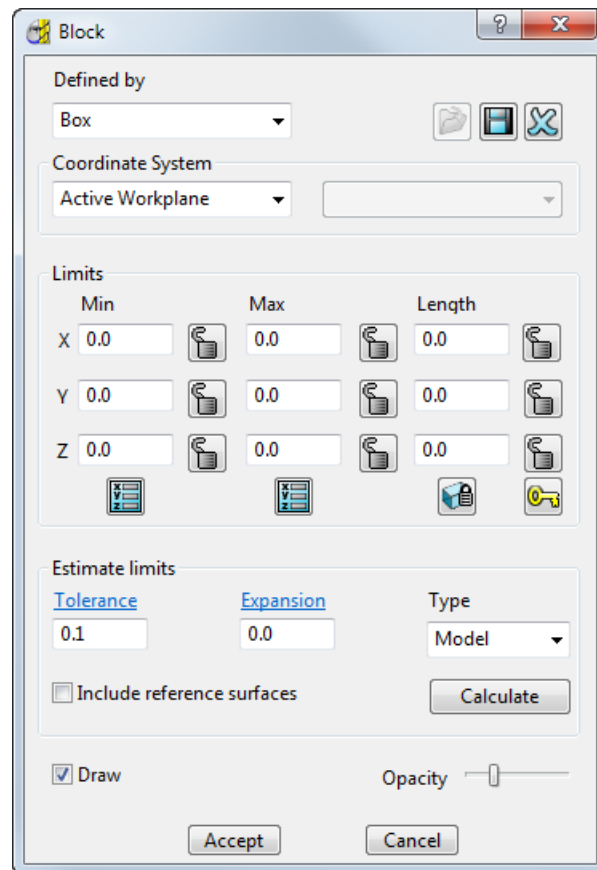 Block
Defined by
Box
Coordinate System
Active Workplane
Limits
Min Max Length
X 0.0 0.0 0.0
Y 0.0 0.0 0.0
Z 0.0 0.0 0.0
Estimate limits
Tolerance Expansion Type
0.1 0.0 Model
Include reference surfaces Calculate
Draw Opacity
Accept Cancel